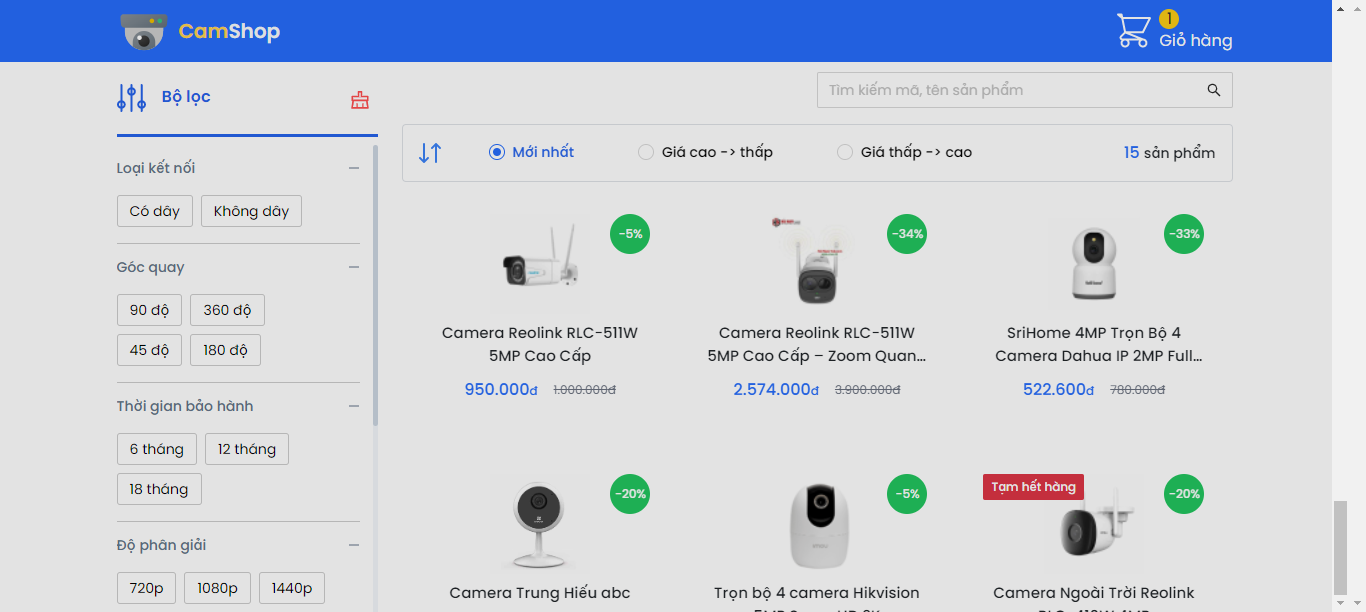 CamShop
1
Giỏ hàng
Bộ lọc
Tìm kiếm mã, tên sản phẩm
Mới nhất
Giá cao -> thấp
Giá thấp -> cao
15 sản phẩm
Loại kết nối
Có dây
Không dây
Góc quay
90 độ
360 độ
45 độ
180 độ
Thời gian bảo hành
6 tháng
12 tháng
18 tháng
Độ phân giải
720p
1080p
1440p
-5%
Camera Reolink RLC-511W
5MP Cao Cấp
950.000đ 1.000.000đ
-34%
Camera Reolink RLC-511W
5MP Cao Cấp – Zoom Quan...
2.574.000đ 3.900.000đ
-33%
SriHome 4MP Trọn Bộ 4
Camera Dahua IP 2MP Full...
522.600đ 780.000đ
-20%
Camera Trung Hiếu abc
-5%
Trọn bộ 4 camera Hikvision
Tạm hết hàng
-20%
Camera Ngoài Trời Reolink